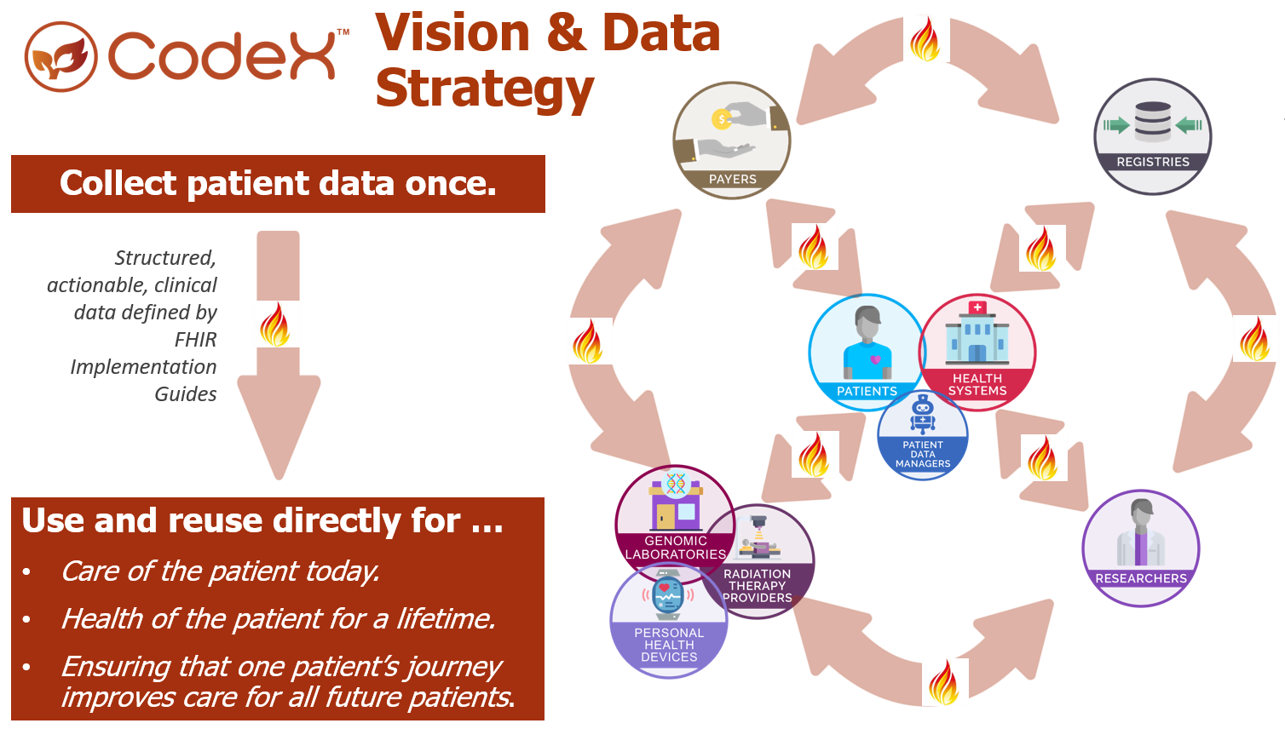 CodeX™
Vision & Data
Strategy
Collect patient data once.
Structured,
actionable, clinical
data defined by
FHIR
Implementation
Guides
Use and reuse directly for ...
• Care of the patient today.
• Health of the patient for a lifetime.
• Ensuring that one patient’s journey
improves care for all future patients.
$
PAYERS
REGISTRIES
PATIENTS
HEALTH
SYSTEMS
PATIENT
DATA
MANAGERS
GENOMIC
LABORATORIES
RADIATION
THERAPY
PROVIDERS
PERSONAL
HEALTH
DEVICES
RESEARCHERS